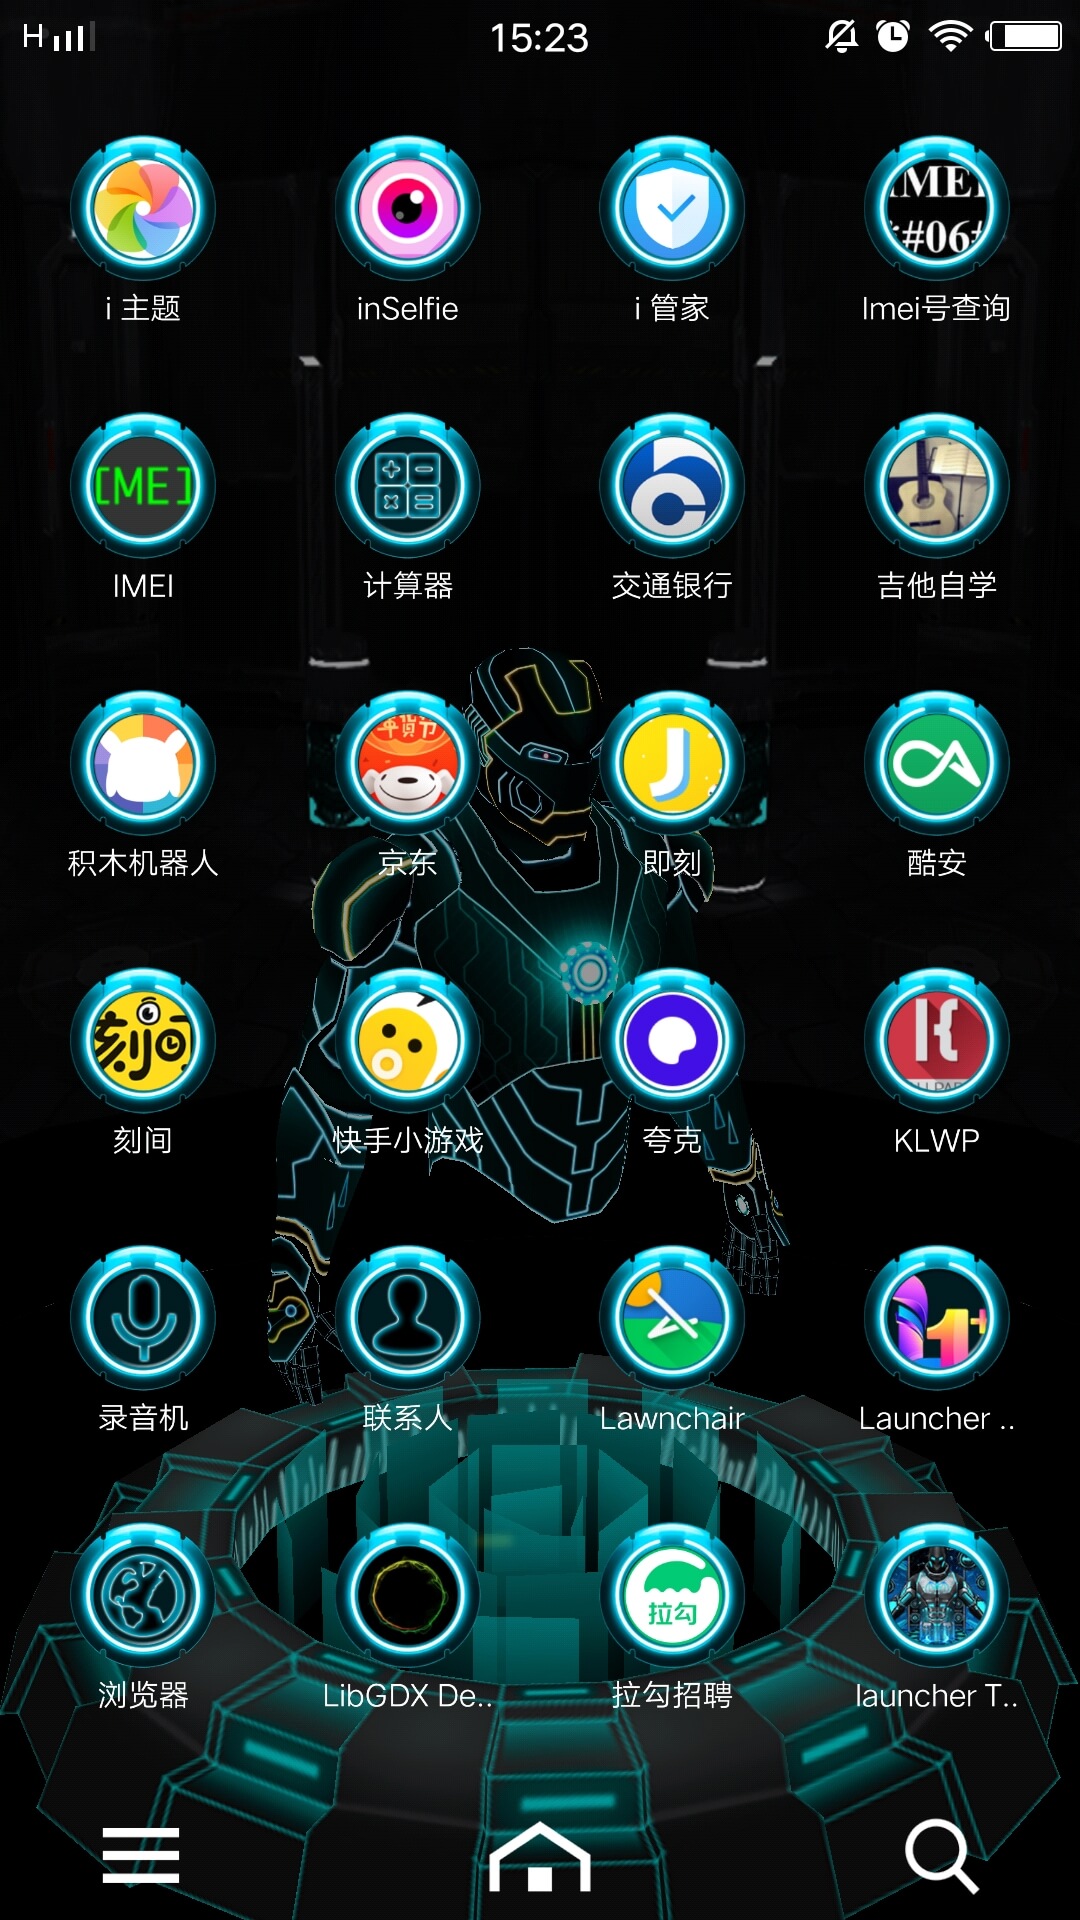 H 15:23
IMEI
*#06#
i 主题 inSelfie i 管家 Imei号查询
[ME]
IMEI 计算器 交通银行 吉他自学
年货节
积木机器人 京东 即刻 酷安
刻间
刻间 快手小游戏 夸克 KLWP
1+
录音机 联系人 Lawnchair Launcher ..
拉勾
浏览器 LibGDX De.. 拉勾招聘 launcher T..